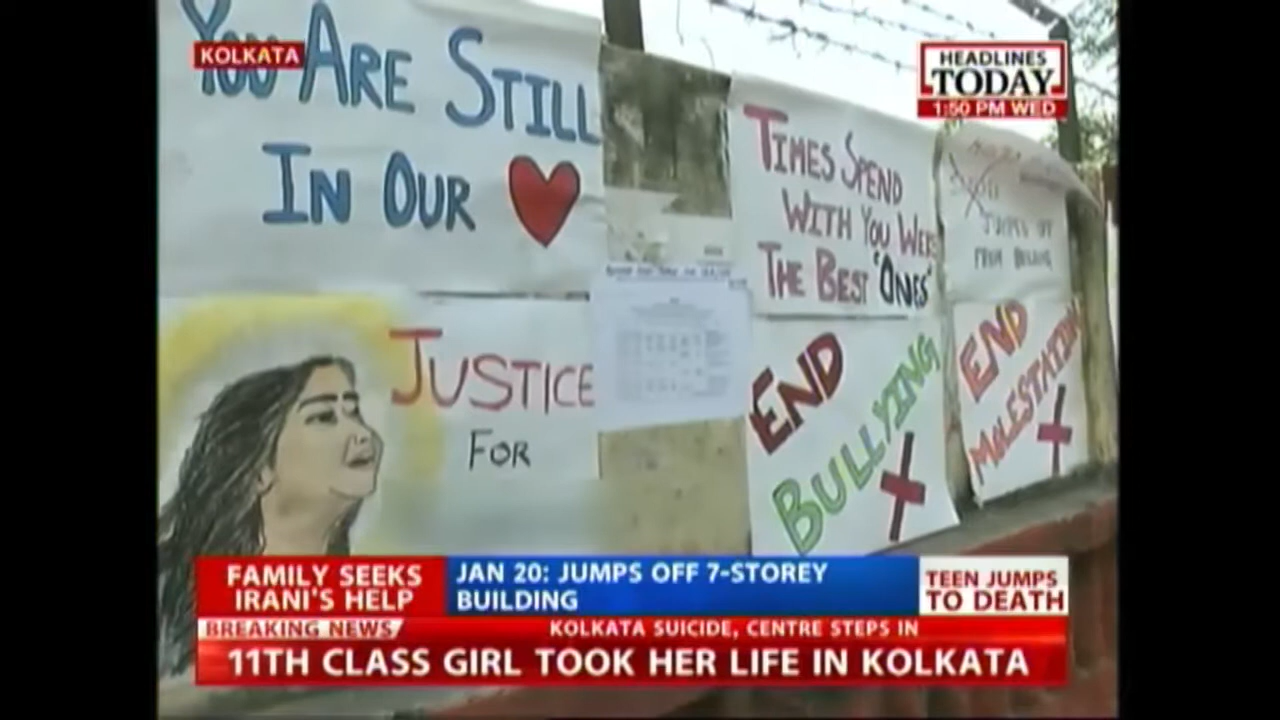 KOLKATA
HEADLINES
TODAY
1:50 PM WED
YOU ARE STILL
IN OUR
TIMES SPEND
WITH YOU WERE
THE BEST 'ONES'
JUMPED OFF
FROM BUILDING
JUSTICE
FOR
END
BULLYING
END
MOLESTATION
FAMILY SEEKS
IRANI'S HELP
JAN 20: JUMPS OFF 7-STOREY
BUILDING
TEEN JUMPS
TO DEATH
BREAKING NEWS
KOLKATA SUICIDE, CENTRE STEPS IN
11TH CLASS GIRL TOOK HER LIFE IN KOLKATA